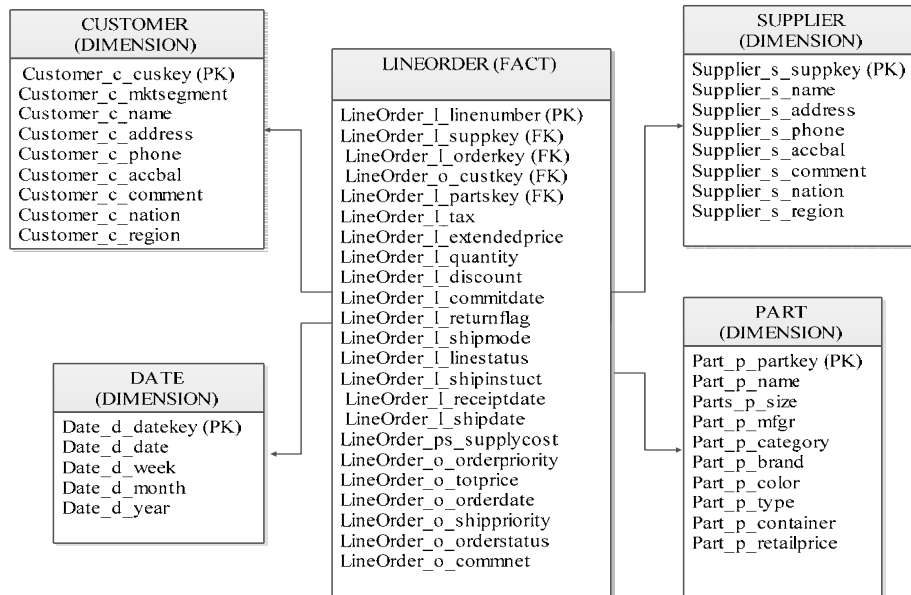 CUSTOMER
(DIMENSION)
Customer_c_cuskey (PK)
Customer_c_mktsegment
Customer_c_name
Customer_c_address
Customer_c_phone
Customer_c_accbal
Customer_c_comment
Customer_c_nation
Customer_c_region
DATE
(DIMENSION)
Date_d_datekey (PK)
Date_d_date
Date_d_week
Date_d_month
Date_d_year
LINEORDER (FACT)
LineOrder_l_linenumber (PK)
LineOrder_l_suppkey (FK)
LineOrder_l_orderkey (FK)
LineOrder_o_custkey (FK)
LineOrder_l_partskey (FK)
LineOrder_l_tax
LineOrder_l_extendedprice
LineOrder_l_quantity
LineOrder_l_discount
LineOrder_l_commitdate
LineOrder_l_returnflag
LineOrder_l_shipmode
LineOrder_l_linestatus
LineOrder_l_shipinstuct
LineOrder_l_receiptdate
LineOrder_l_shipdate
LineOrder_ps_supplycost
LineOrder_o_orderpriority
LineOrder_o_totprice
LineOrder_o_orderdate
LineOrder_o_shippriority
LineOrder_o_orderstatus
LineOrder_o_commnet
SUPPLIER
(DIMENSION)
Supplier_s_suppkey (PK)
Supplier_s_name
Supplier_s_address
Supplier_s_phone
Supplier_s_accbal
Supplier_s_comment
Supplier_s_nation
Supplier_s_region
PART
(DIMENSION)
Part_p_partkey (PK)
Part_p_name
Parts_p_size
Part_p_mfgr
Part_p_category
Part_p_brand
Part_p_color
Part_p_type
Part_p_container
Part_p_retailprice